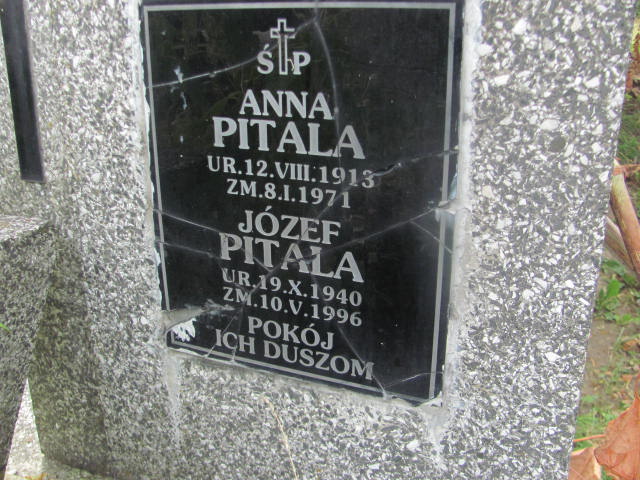 Ś P
ANNA
PITALA
UR.12.VIII.1913
ZM.8.I.1971
JÓZEF
PITALA
UR.19.X.1940
ZM.10.V.1996
POKÓJ
ICH DUSZOM